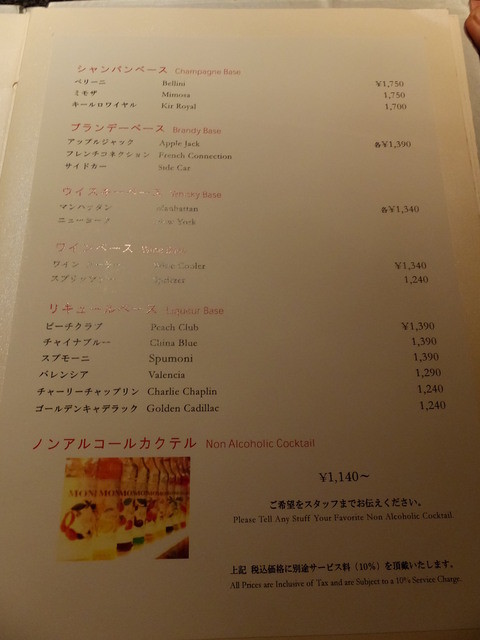 シャンパンベース Champagne Base
ベリーニ Bellini ¥1,750
ミモザ Mimosa 1,750
キールロワイヤル Kir Royal 1,700
ブランデーベース Brandy Base
アップルジャック Apple Jack 各¥1,390
フレンチコネクション French Connection
サイドカー Side Car
ウイスキーベース Whisky Base
マンハッタン Manhattan 各¥1,340
ニューヨーク New York
ワインベース
ワイン Cooler ¥1,340
1,240
リキュールベース Liqueur Base
ピーチクラブ Peach Club ¥1,390
チャイナブルー China Blue 1,390
スプモーニ Spumoni 1,390
バレンシア Valencia 1,290
チャーリーチャップリン Charlie Chaplin 1,240
ゴールデンキャデラック Golden Cadillac 1,240
ノンアルコールカクテル Non Alcoholic Cocktail
¥1,140～
ご希望をスタッフまでお伝えください。
Please Tell Any Stuff Your Favorite Non Alcoholic Cocktail.
上記 税込価格に別途サービス料（10%）を頂戴いたします。
All Prices are Inclusive of Tax and are Subject to a 10% Service Charge.